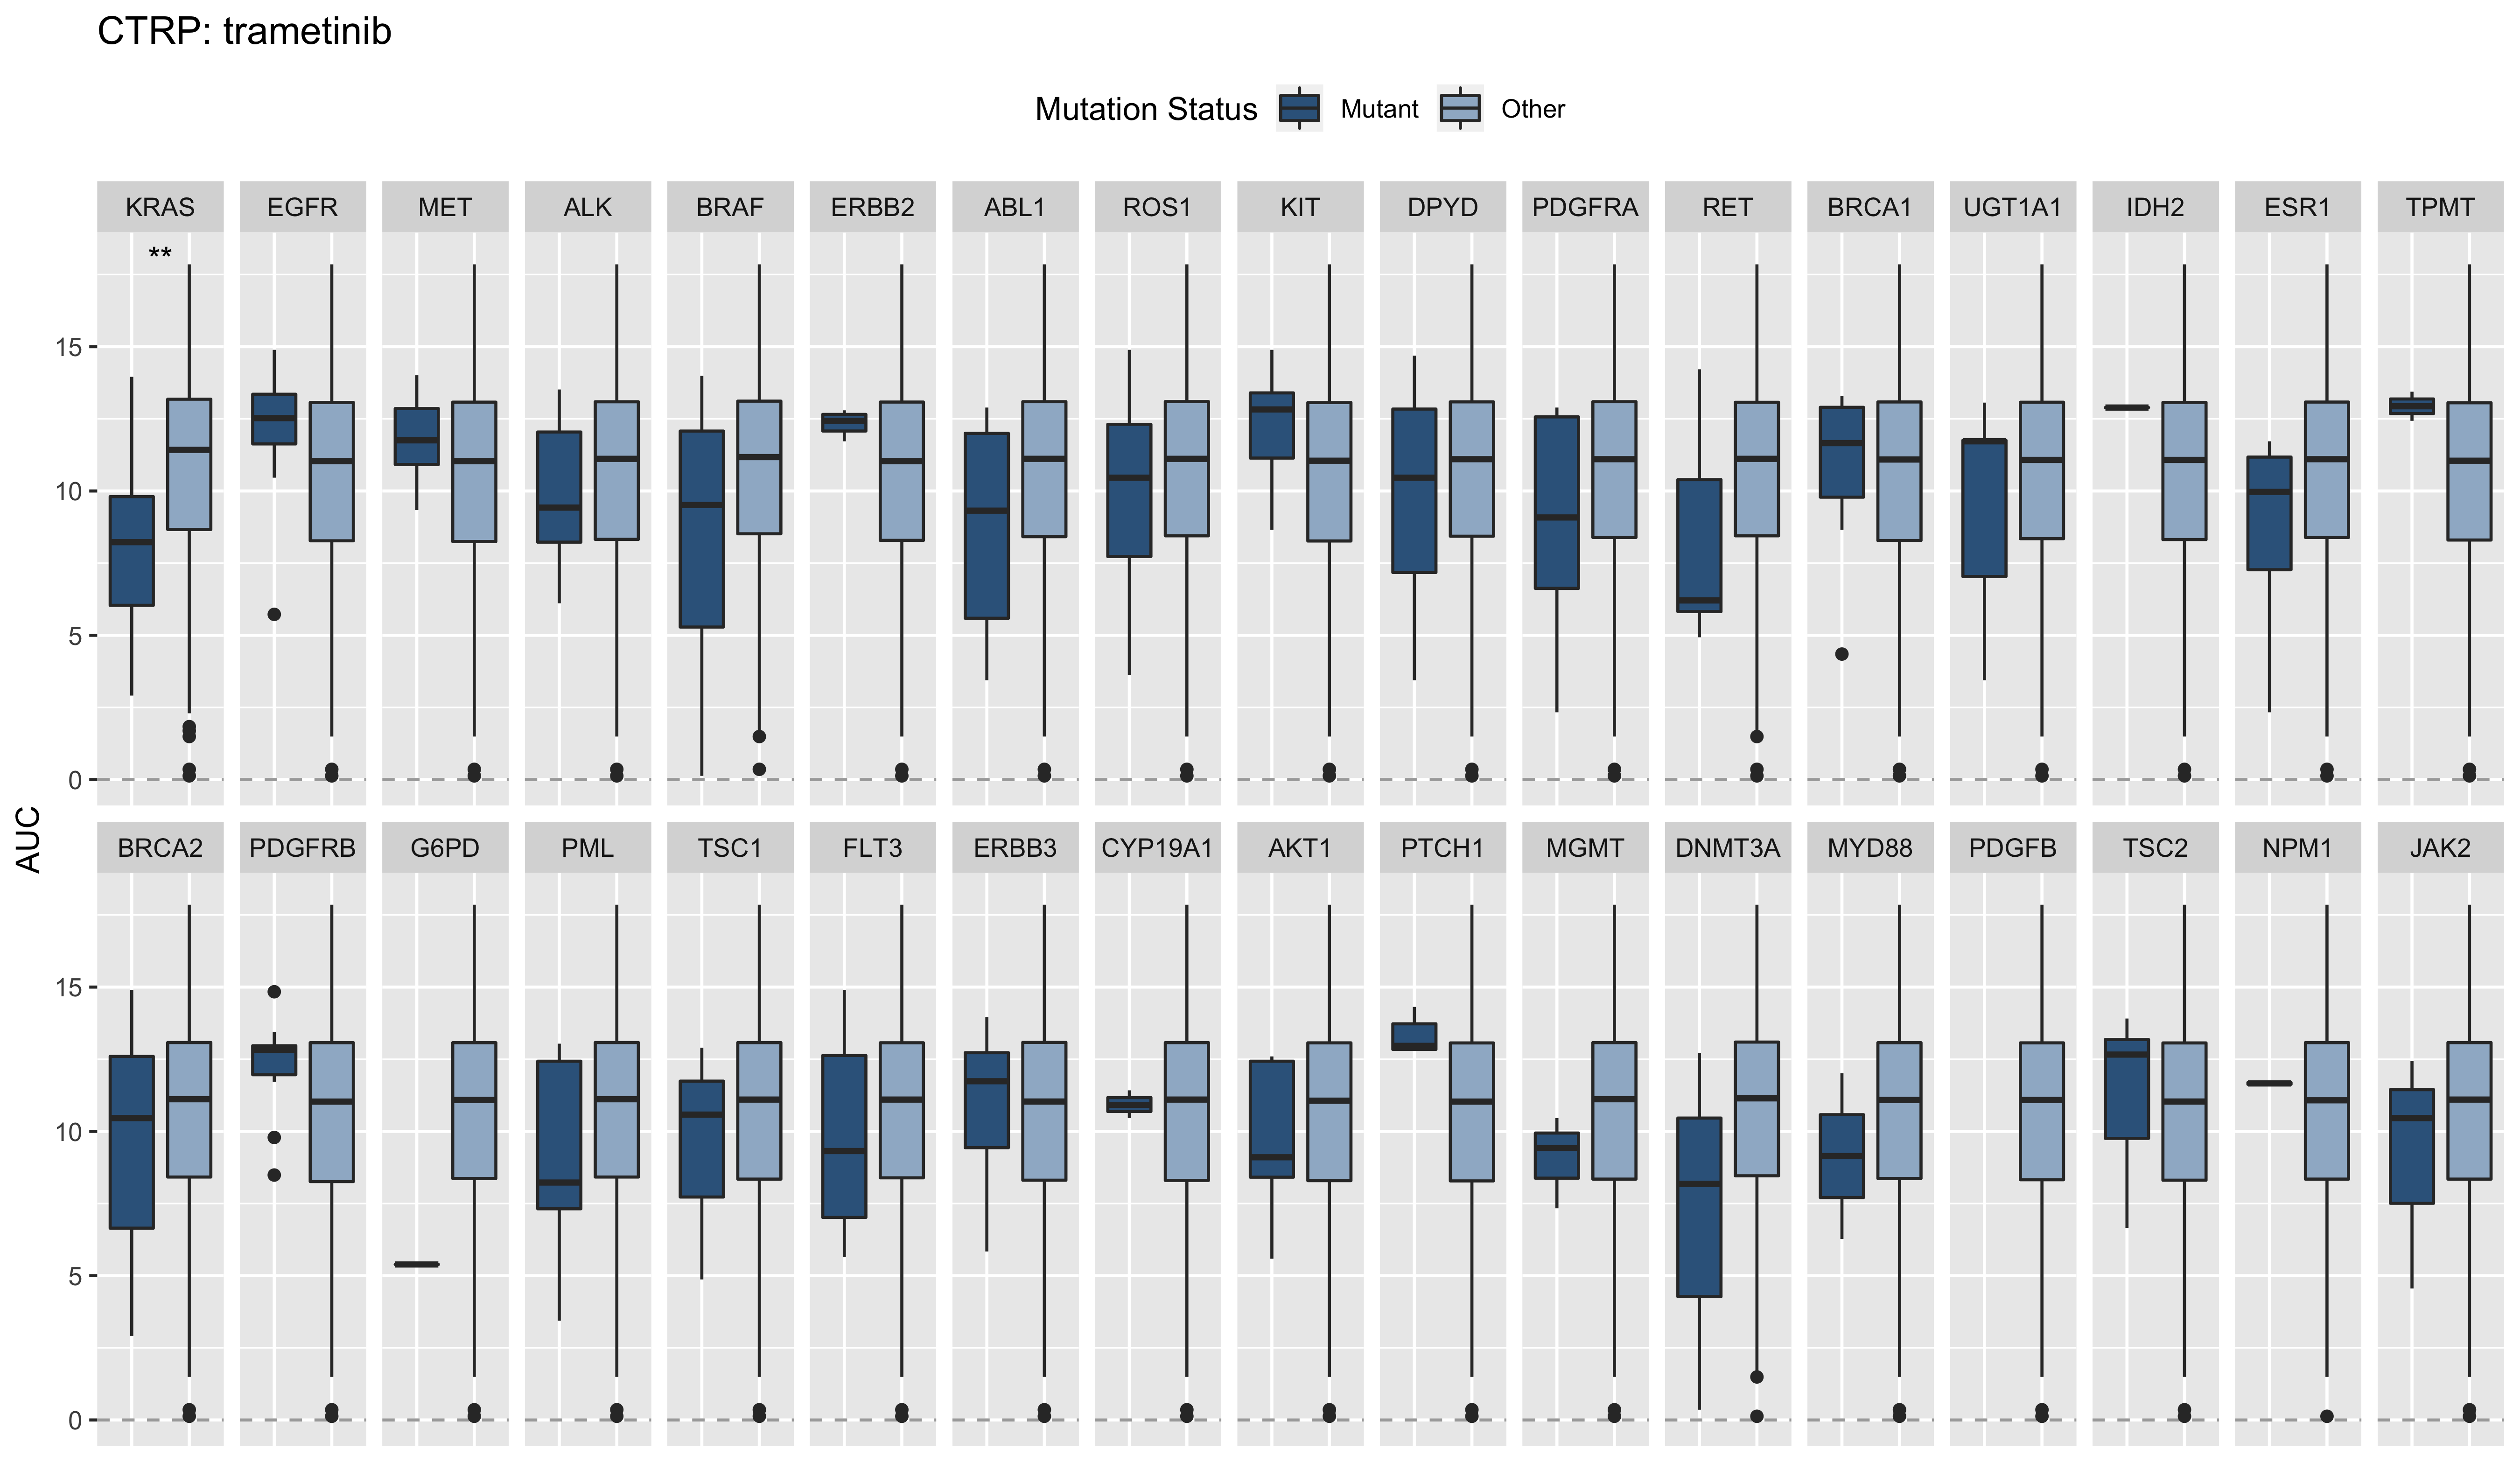 CTRP: trametinib
Mutation Status Mutant Other
KRAS EGFR MET ALK BRAF ERBB2 ABL1 ROS1 KIT DPYD PDGFRA RET BRCA1 UGT1A1 IDH2 ESR1 TPMT
**
15
10
5
0
AUC
BRCA2 PDGFRB G6PD PML TSC1 FLT3 ERBB3 CYP19A1 AKT1 PTCH1 MGMT DNMT3A MYD88 PDGFB TSC2 NPM1 JAK2
15
10
5
0